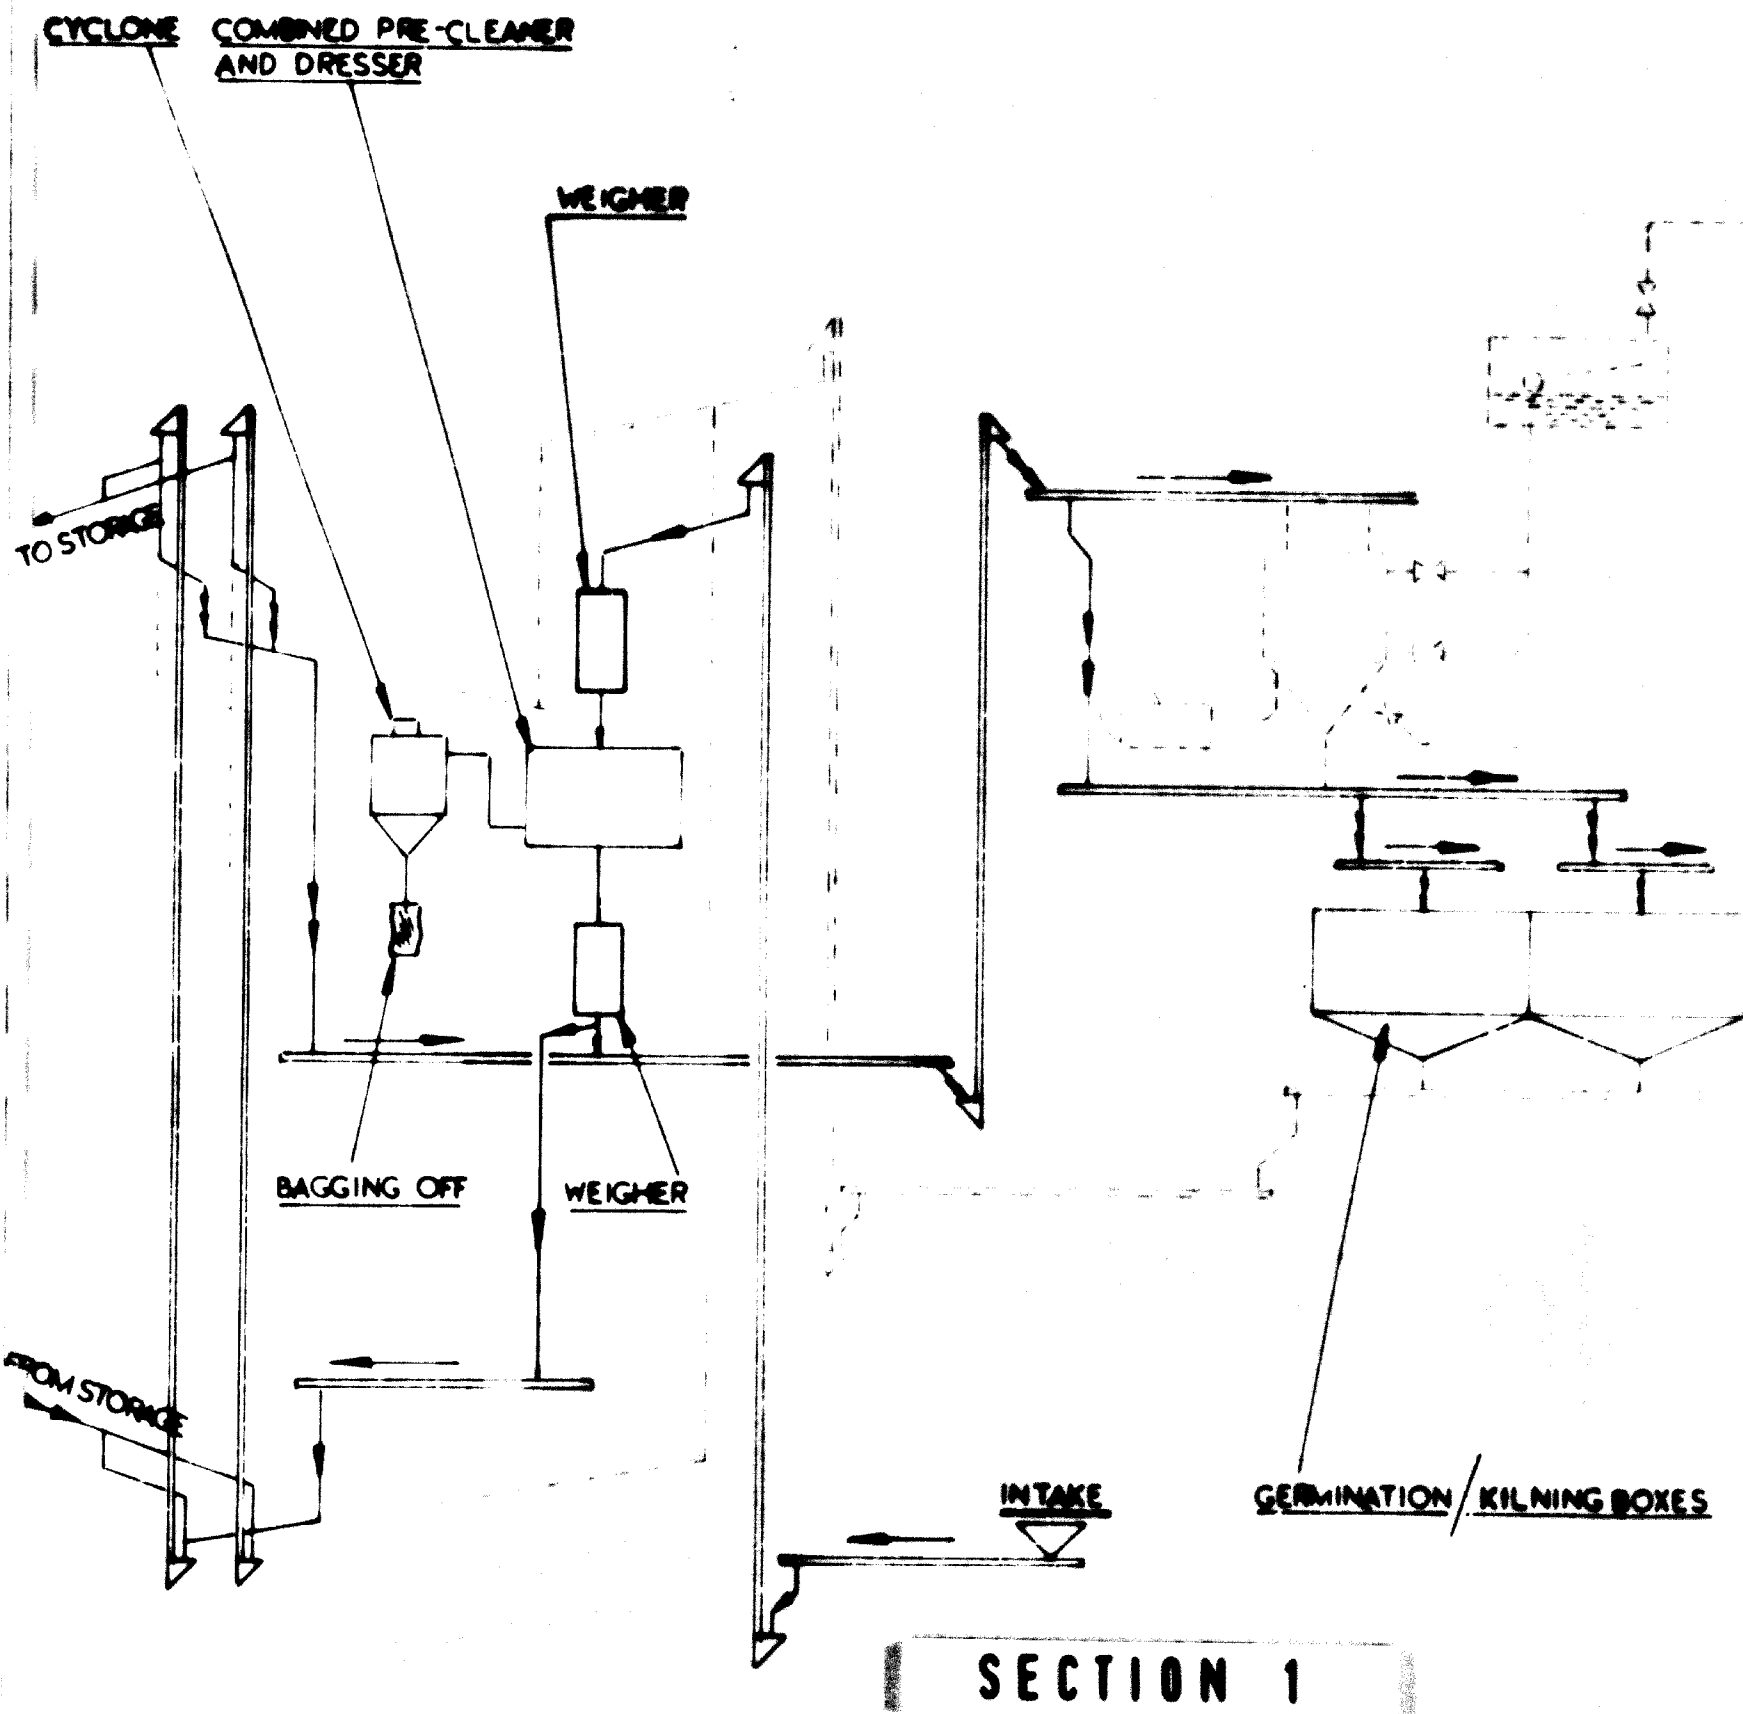 CYCLONE
COMBINED PRE-CLEANER
AND DRESSER
WEIGHER
TO STORAGE
BAGGING OFF
WEIGHER
FROM STORAGE
INTAKE
GERMINATION/KILNING BOXES
SECTION 1